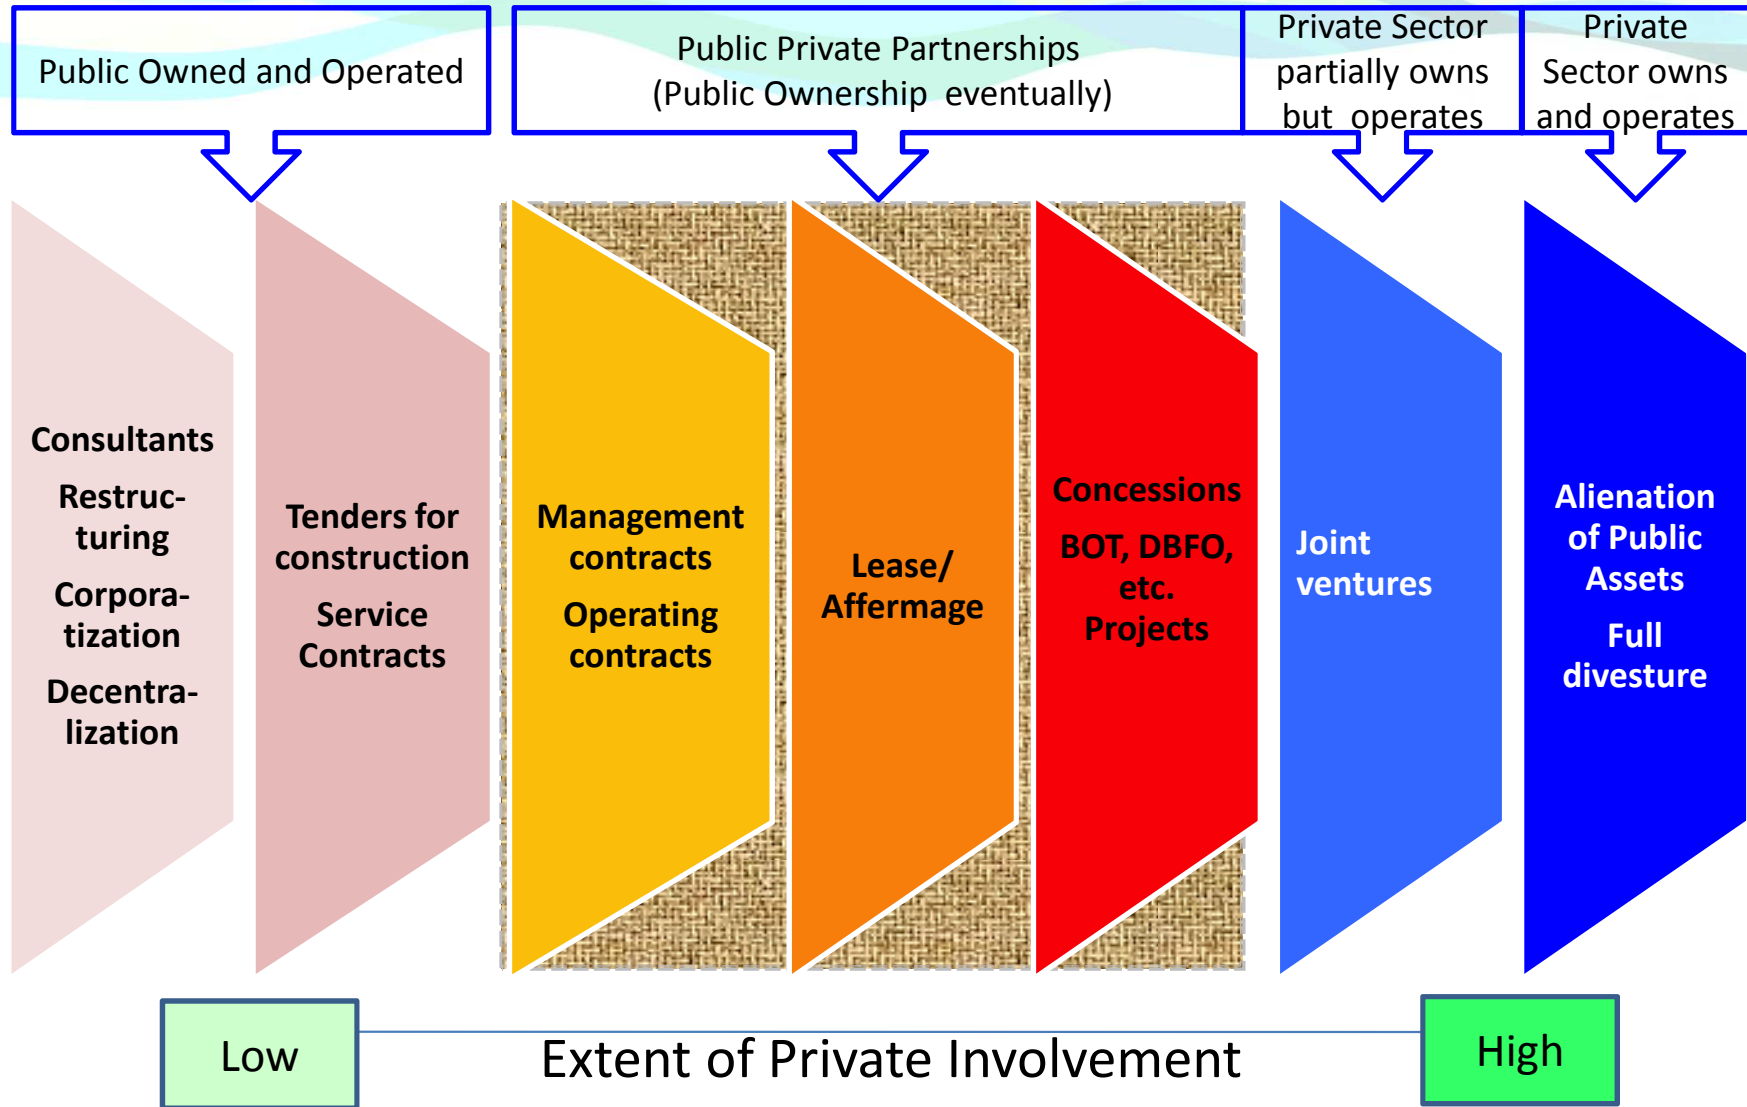 Public Owned and Operated
Public Private Partnerships
(Public Ownership eventually)
Private Sector
partially owns
but operates
Private
Sector owns
and operates
Consultants
Restruc-
turing
Corpora-
tization
Decentra-
lization
Tenders for
construction
Service
Contracts
Management
contracts
Operating
contracts
Lease/
Affermage
Concessions
BOT, DBFO,
etc.
Projects
Joint
ventures
Alienation
of Public
Assets
Full
divesture
Low
Extent of Private Involvement
High